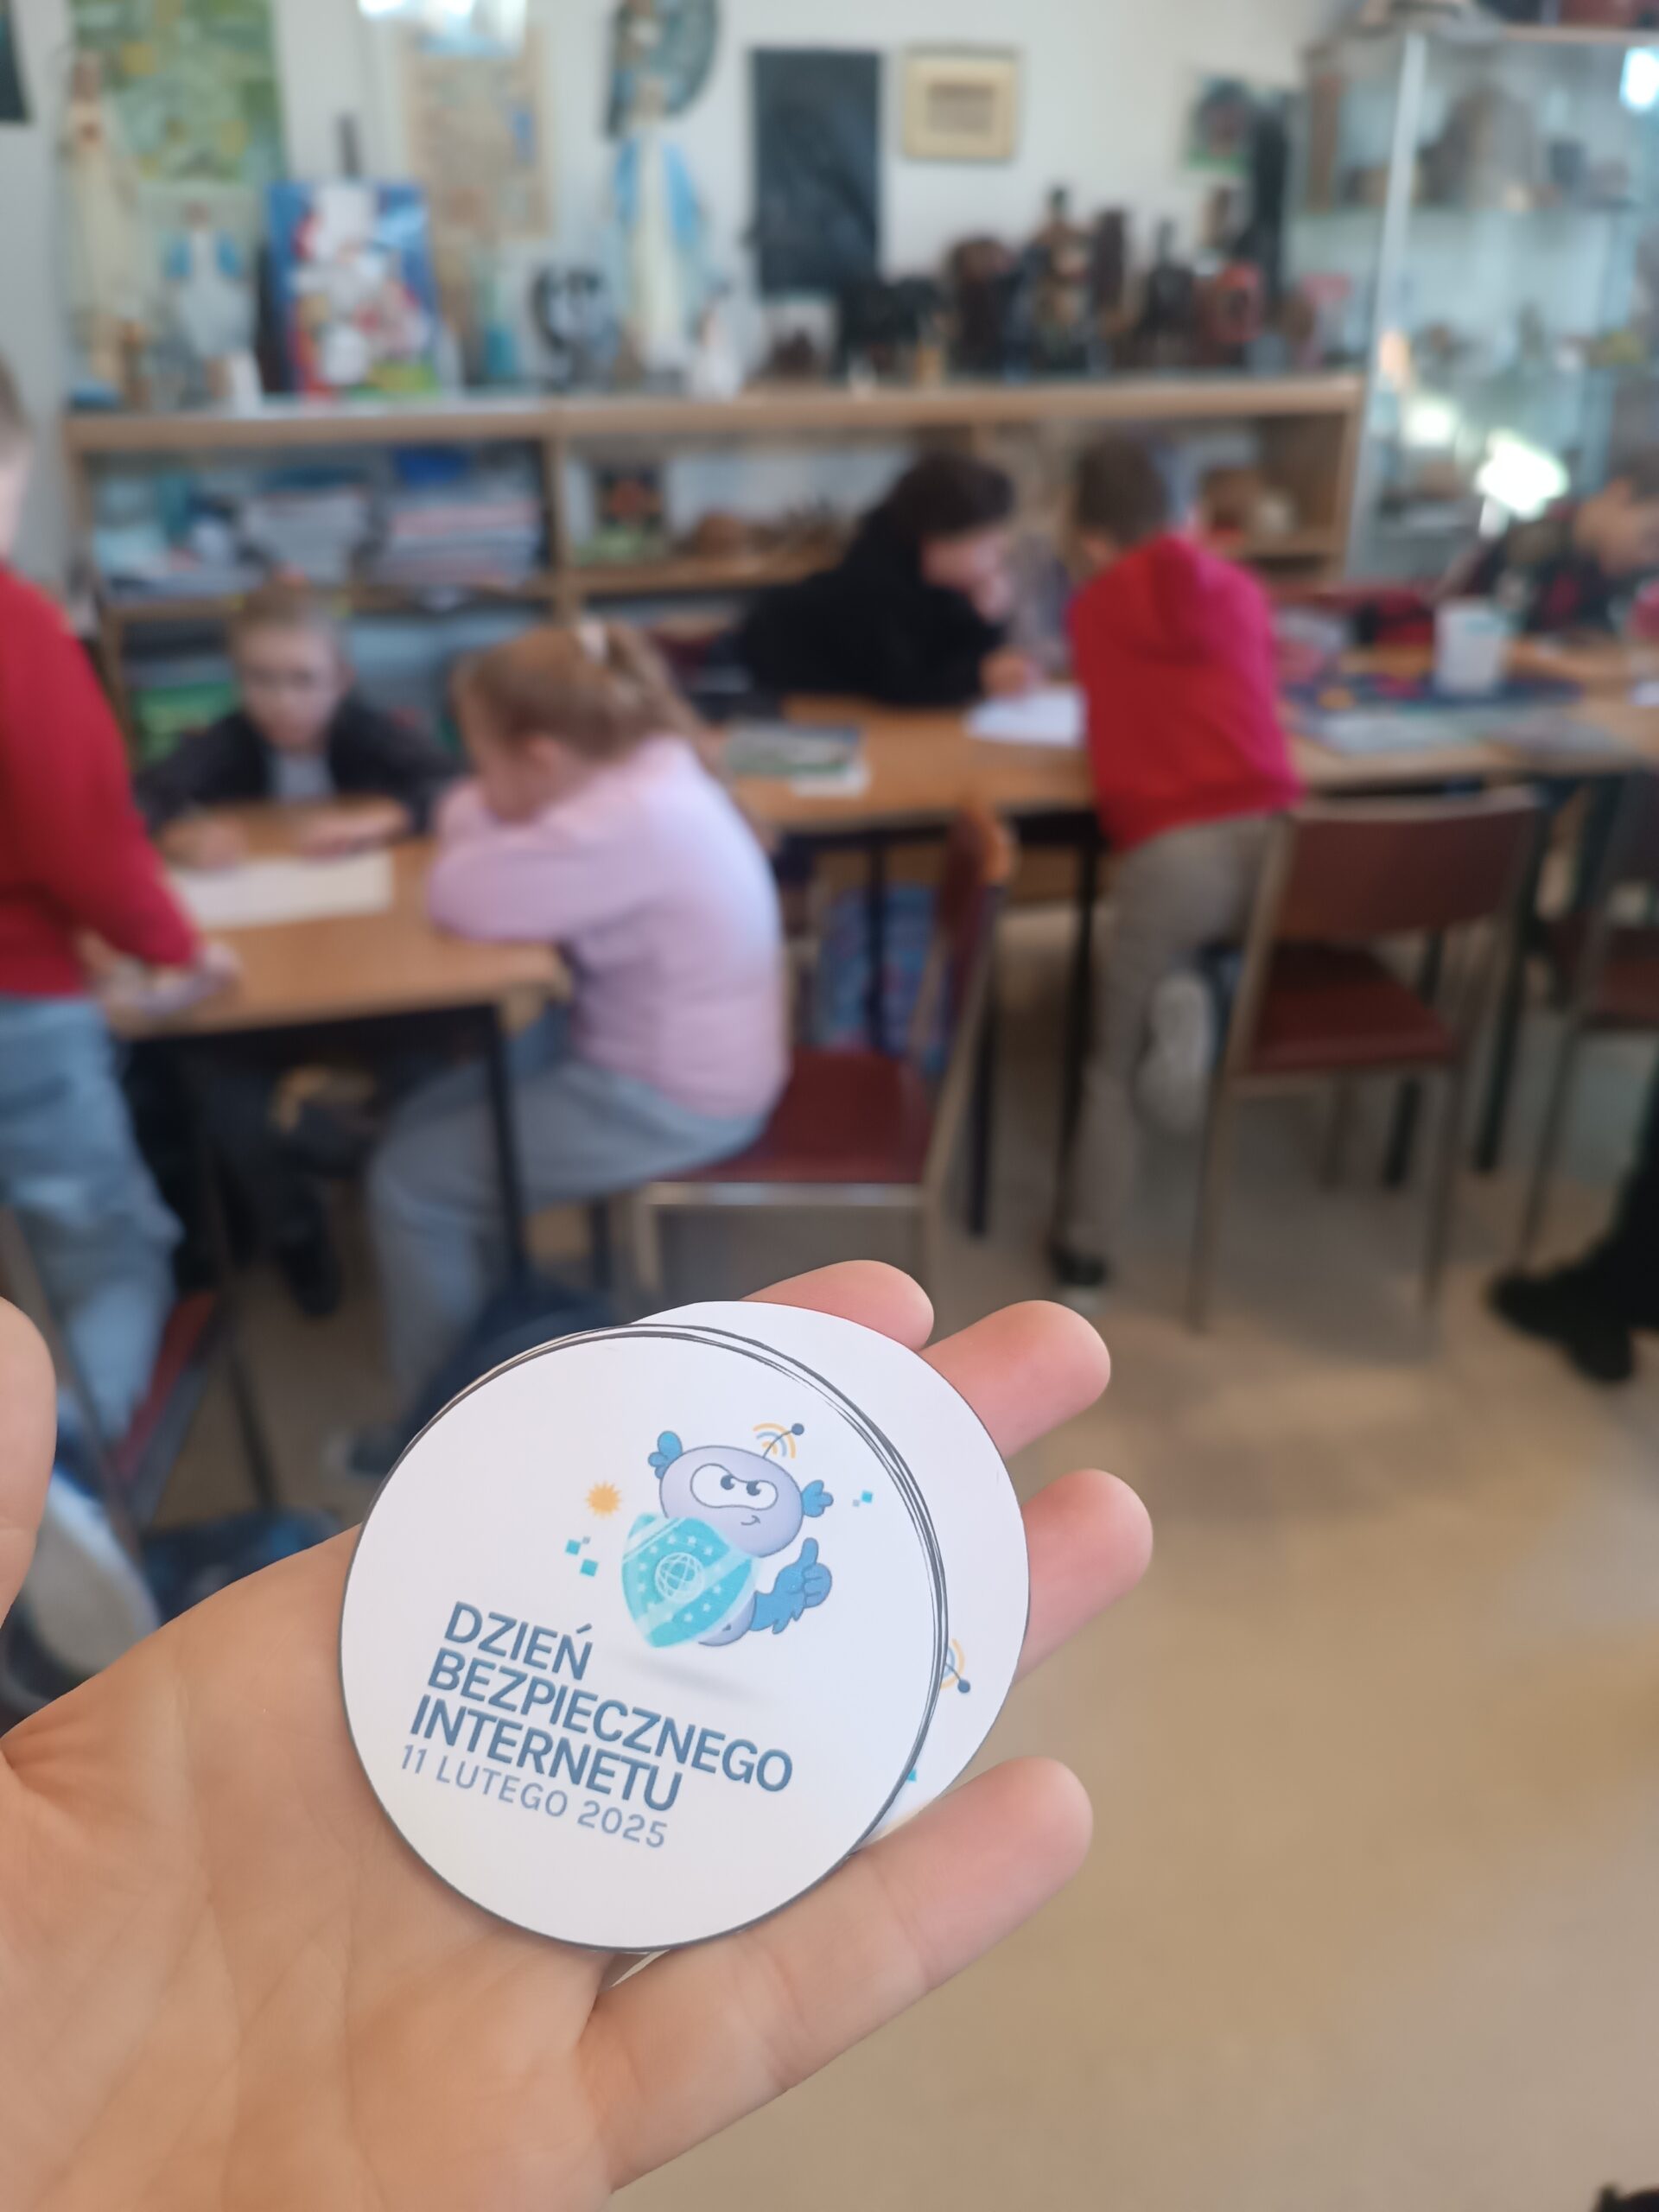 DZIEŃ
BEZPIECZNEGO
INTERNETU
11 LUTEGO 2025